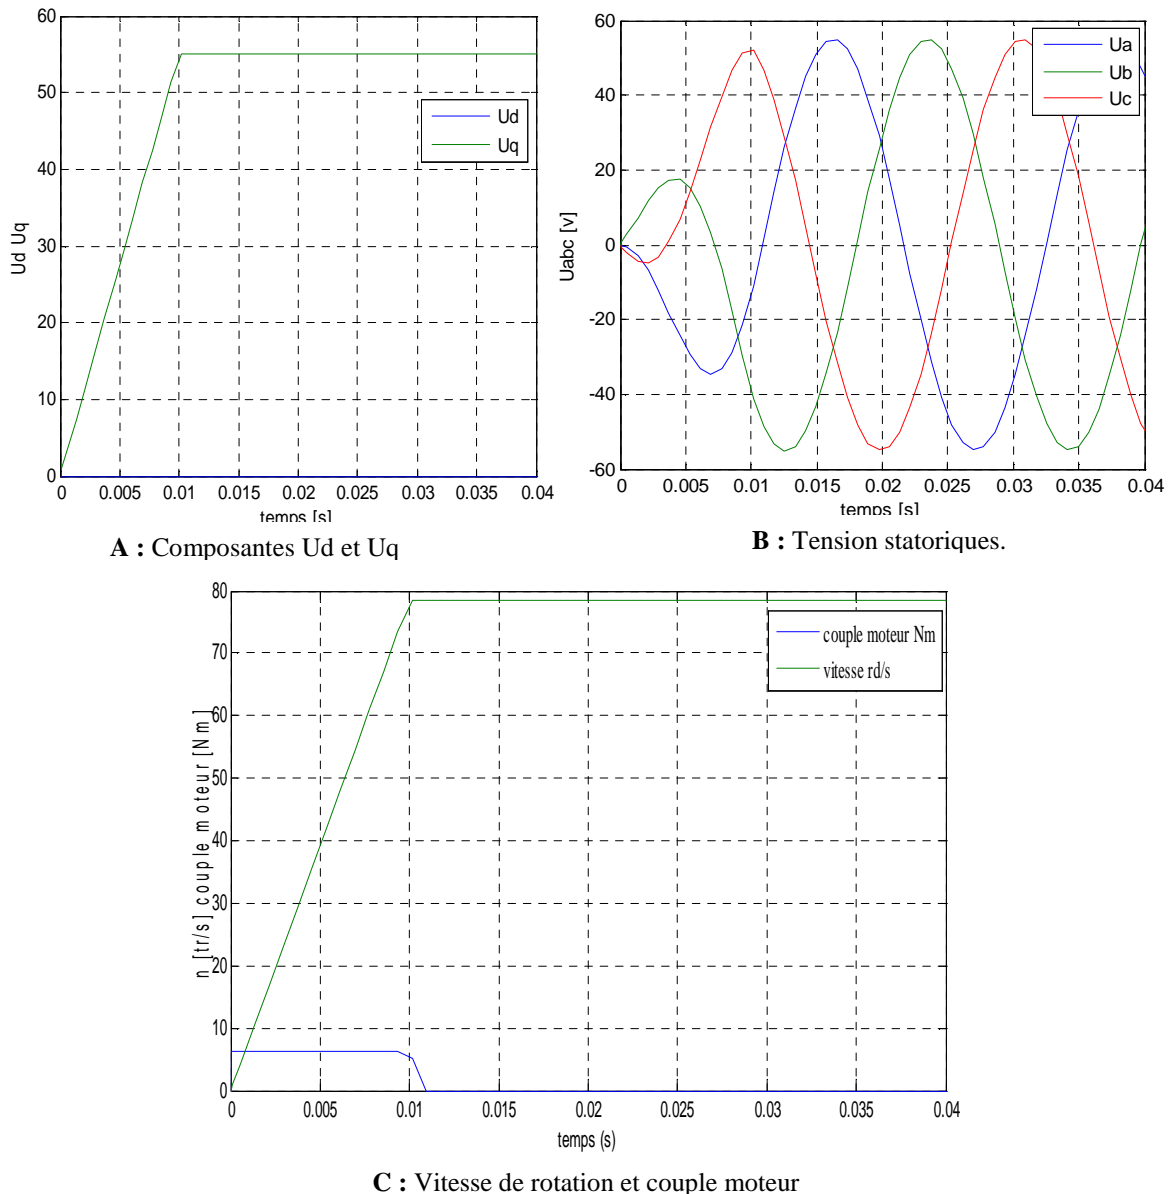 60
50
40
30
20
10
0
Ud Uq
Ud
Uq
0 0.005 0.01 0.015 0.02 0.025 0.03 0.035 0.04
temps [s]
A : Composantes Ud et Uq
60
40
20
0
-20
-40
-60
Uabc [v]
Ua
Ub
Uc
0 0.005 0.01 0.015 0.02 0.025 0.03 0.035 0.04
temps [s]
B : Tension statoriques.
80
70
60
50
40
30
20
10
0
n [tr/s] couple moteur [Nm]
couple moteur Nm
vitesse rd/s
0 0.005 0.01 0.015 0.02 0.025 0.03 0.035 0.04
temps (s)
C : Vitesse de rotation et couple moteur